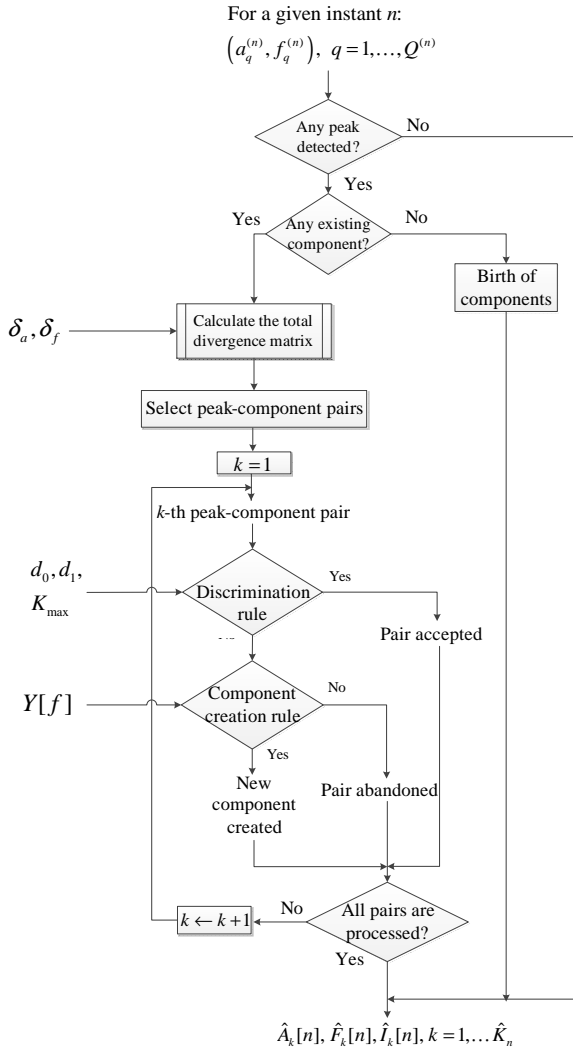 For a given instant n:
(a_q^(n), f_q^(n)), q = 1,…,Q^(n)
Any peak
detected?
No
Yes
Any existing
component?
Yes
No
Birth of
components
δ_a, δ_f
Calculate the total
divergence matrix
Select peak-component pairs
k = 1
k-th peak-component pair
d_0, d_1,
K_max
Discrimination
rule
Yes
Pair accepted
Y[f]
Component
creation rule
No
Yes
New
component
created
Pair abandoned
k ← k+1
No
All pairs are
processed?
Yes
Â_k[n], F̂_k[n], Î_k[n], k = 1,… K̂_n